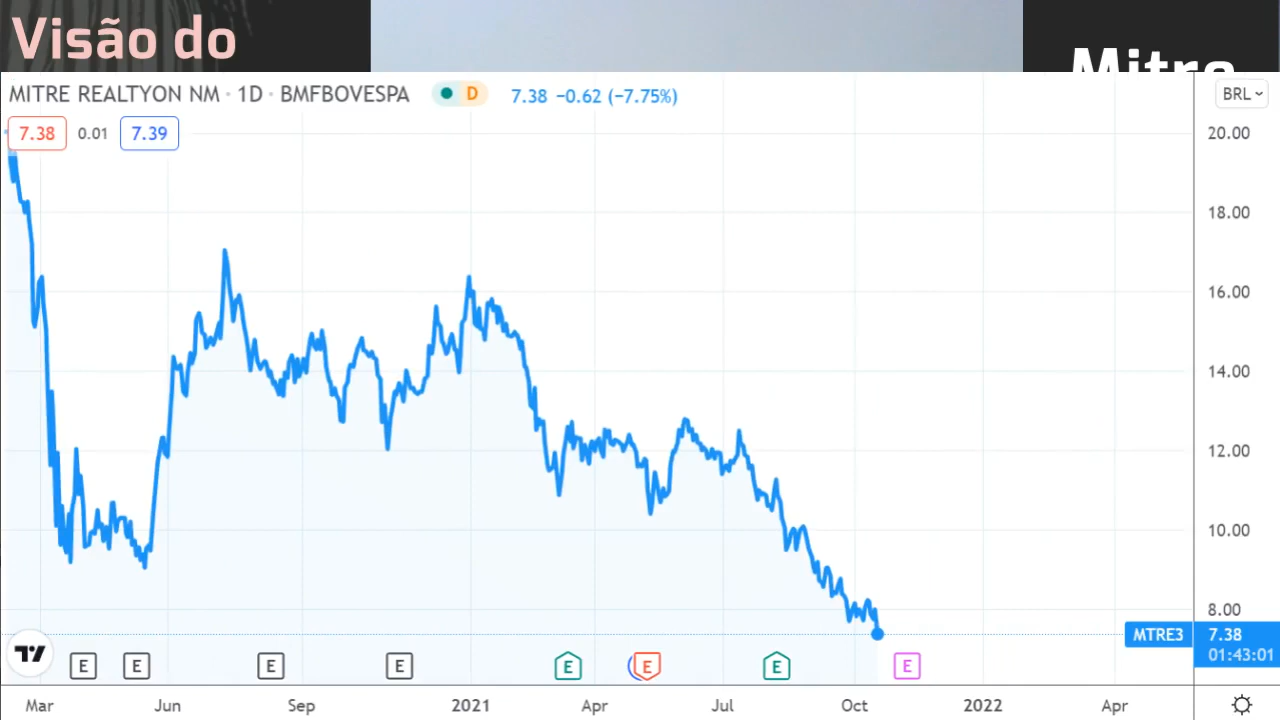 Visão do
Mitre
MITRE REALTYON NM · 1D · BMFBOVESPA
D
7.38 −0.62 (−7.75%)
BRL
7.38 0.01 7.39
20.00
18.00
16.00
14.00
12.00
10.00
8.00
MTRE3 7.38
01:43:01
E E E E E E E E
Mar Jun Sep 2021 Apr Jul Oct 2022 Apr